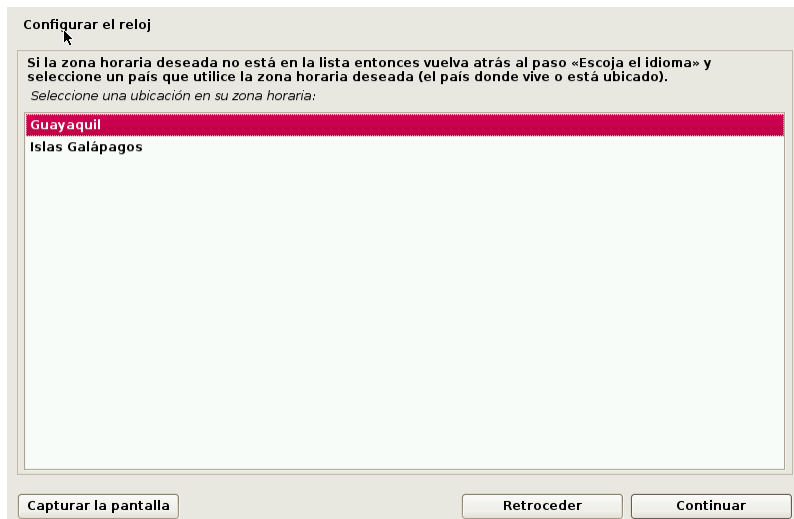 Configurar el reloj
Si la zona horaria deseada no está en la lista entonces vuelva atrás al paso «Escoja el idioma» y
seleccione un país que utilice la zona horaria deseada (el país donde vive o está ubicado).
Seleccione una ubicación en su zona horaria:
Guayaquil
Islas Galápagos
Capturar la pantalla
Retroceder
Continuar